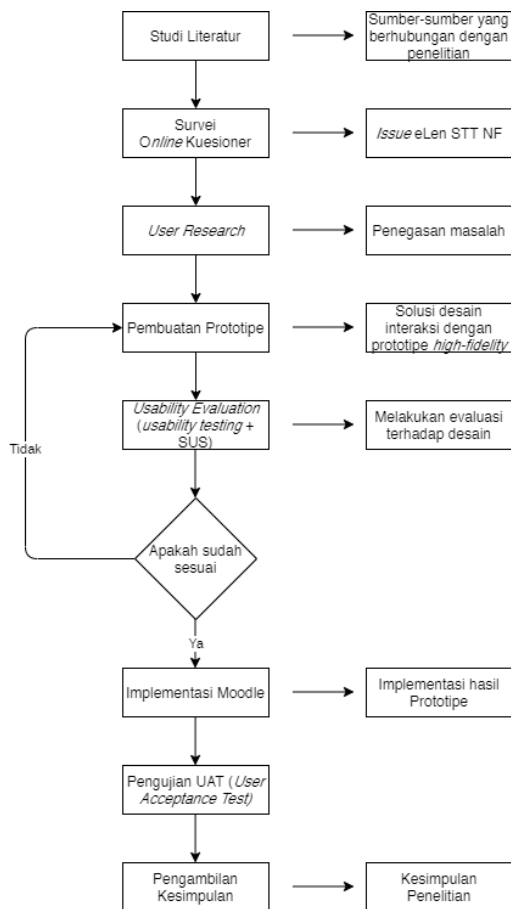 Studi Literatur
Sumber-sumber yang
berhubungan dengan
penelitian
Survei
Online Kuesioner
Issue eLen STT NF
User Research
Penegasan masalah
Pembuatan Prototipe
Solusi desain
interaksi dengan
prototipe high-fidelity
Usability Evaluation
(usability testing +
SUS)
Melakukan evaluasi
terhadap desain
Tidak
Apakah sudah
sesuai
Ya
Implementasi Moodle
Implementasi hasil
Prototipe
Pengujian UAT (User
Acceptance Test)
Pengambilan
Kesimpulan
Kesimpulan
Penelitian